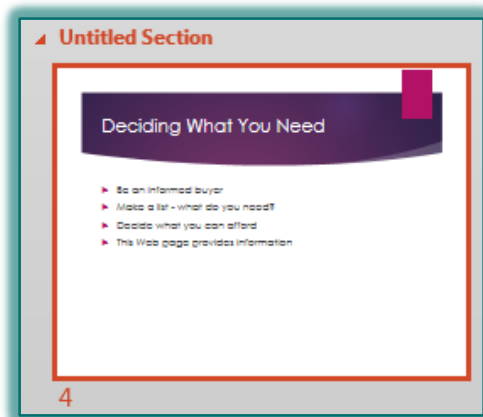 Untitled Section
Deciding What You Need
Be an informed buyer
Make a list - what do you need?
Decide what you can afford
This Web page provides information
4